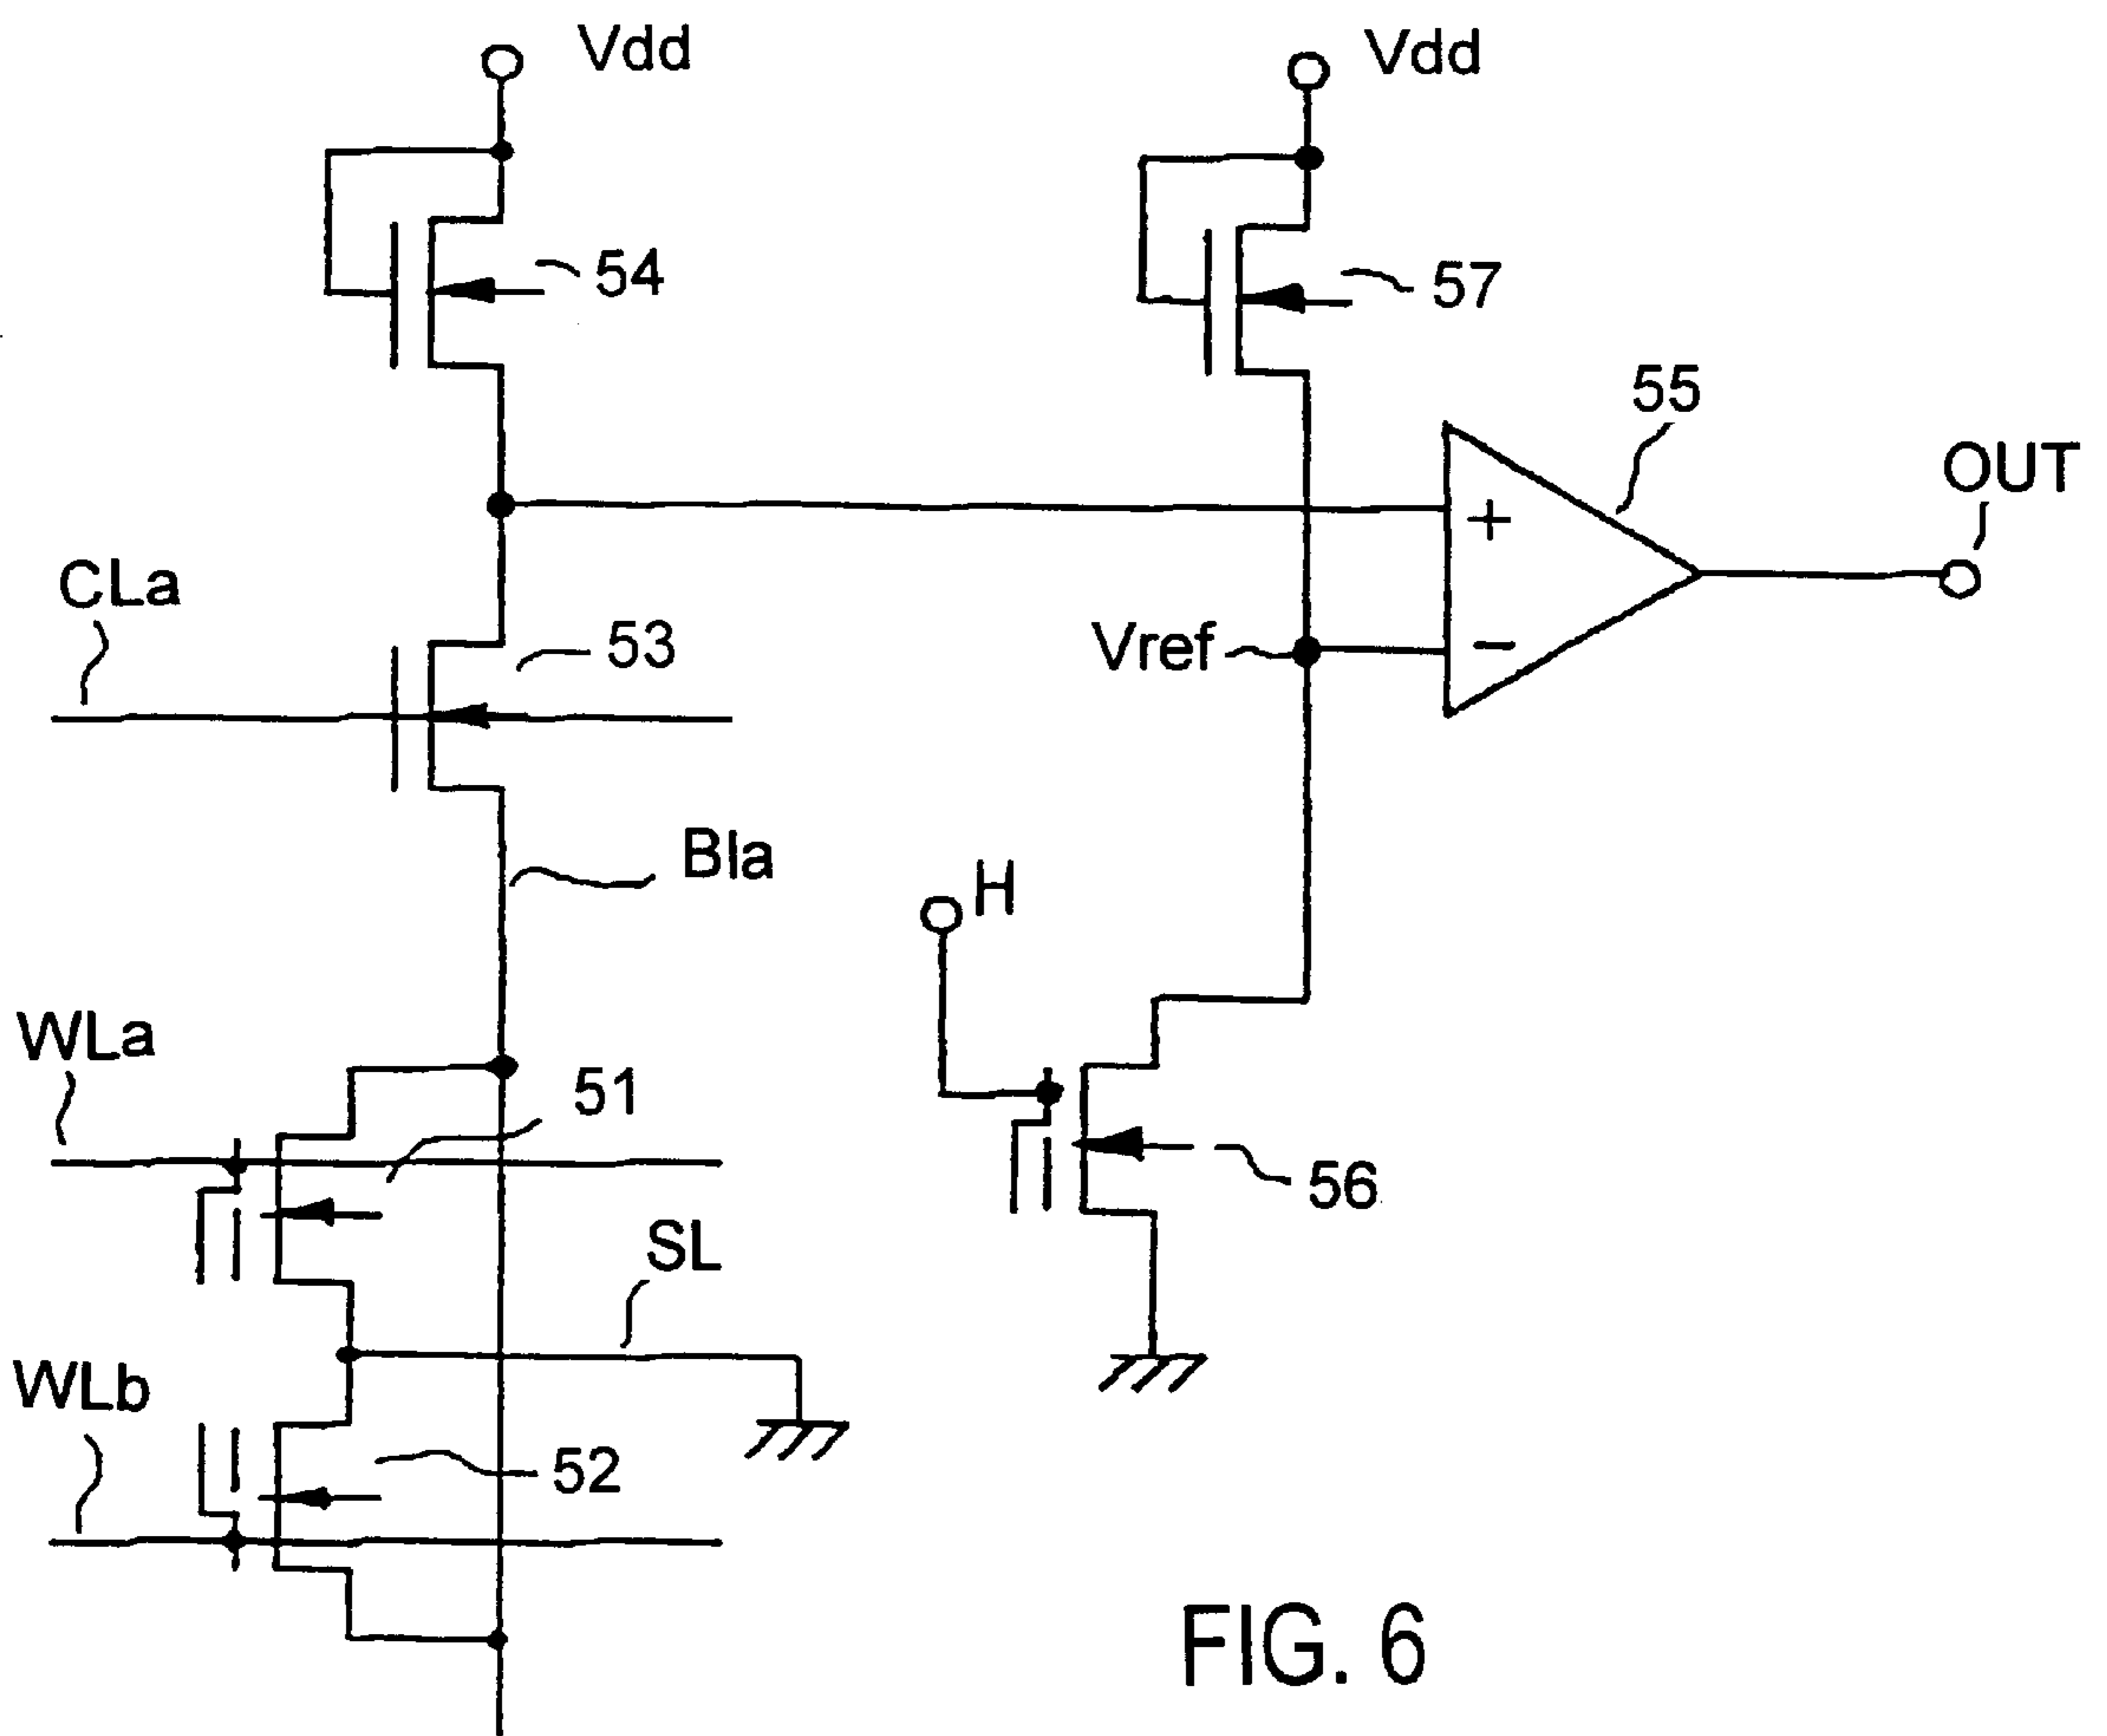 Vdd
Vdd
54
57
55
OUT
+
CLa
53
Vref
−
Bla
H
WLa
51
56
SL
WLb
52
FIG. 6